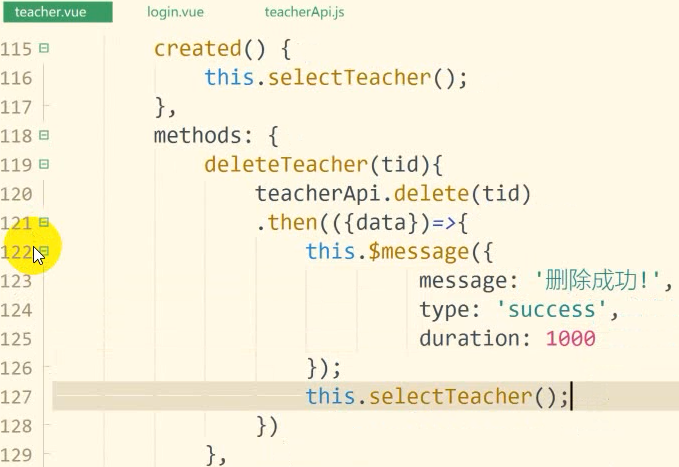 teacher.vue login.vue teacherApi.js
115 created() {
116 this.selectTeacher();
117 },
118 methods: {
119 deleteTeacher(tid){
120 teacherApi.delete(tid)
121 .then(({data})=>{
122 this.$message({
123 message: '删除成功!',
124 type: 'success',
125 duration: 1000
126 });
127 this.selectTeacher();
128 })
129 },